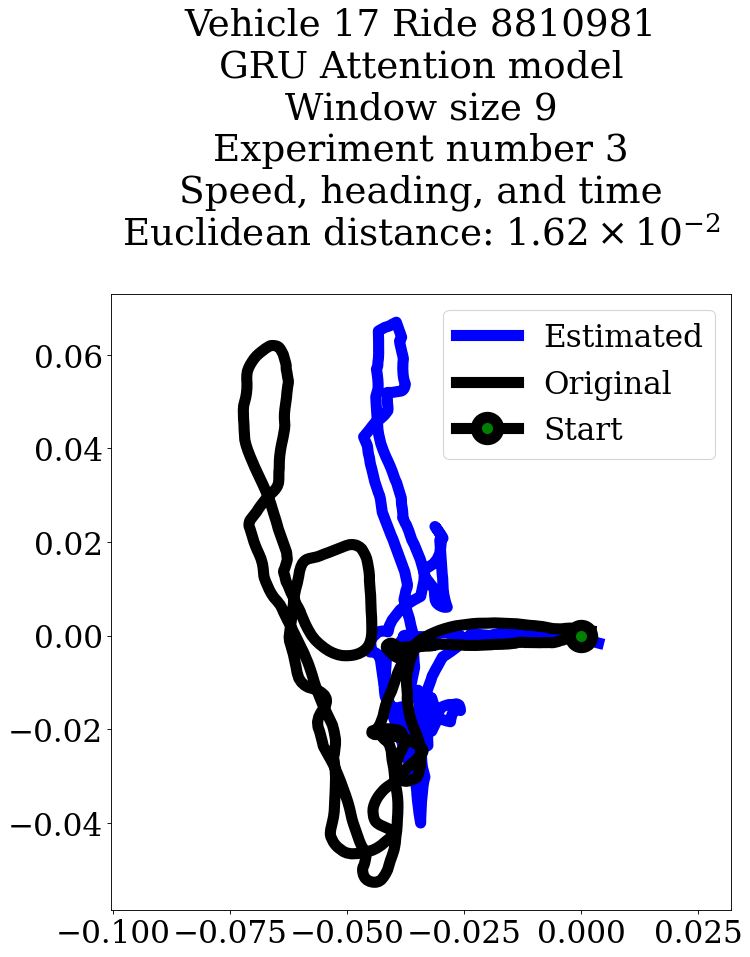 Vehicle 17 Ride 8810981
GRU Attention model
Window size 9
Experiment number 3
Speed, heading, and time
Euclidean distance: 1.62 × 10⁻²
Estimated
Original
Start
0.06
0.04
0.02
0.00
−0.02
−0.04
−0.100 −0.075 −0.050 −0.025 0.000 0.025